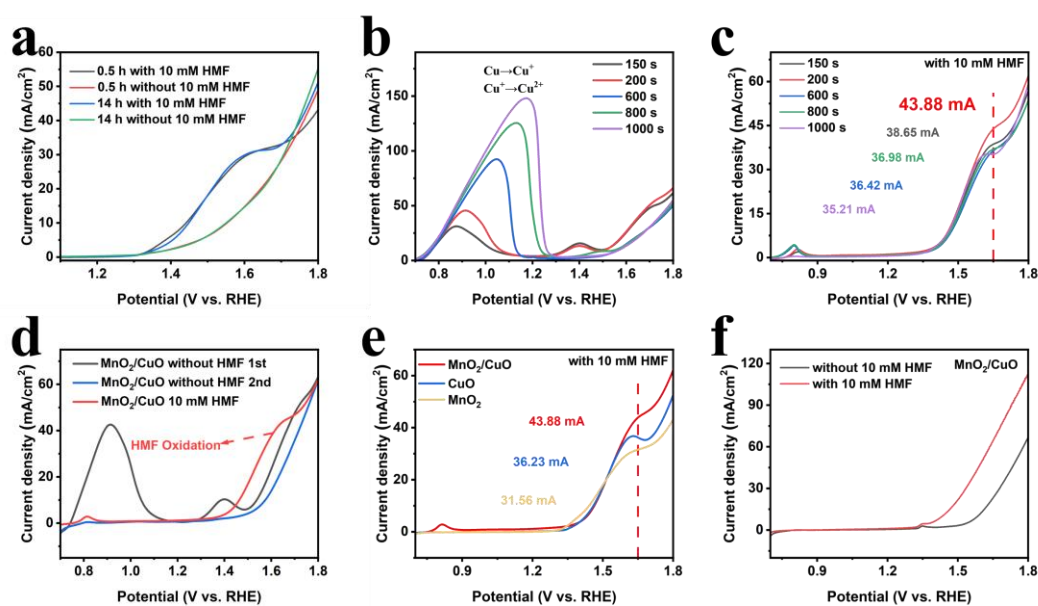 a
Current density (mA/cm²)
60
50
40
30
20
10
0
0.5 h with 10 mM HMF
0.5 h without 10 mM HMF
14 h with 10 mM HMF
14 h without 10 mM HMF
1.2 1.4 1.6 1.8
Potential (V vs. RHE)
b
Current density (mA/cm²)
150
100
50
0
Cu→Cu⁺
Cu⁺→Cu²⁺
150 s
200 s
600 s
800 s
1000 s
0.8 1.0 1.2 1.4 1.6 1.8
Potential (V vs. RHE)
c
Current density (mA/cm²)
60
45
30
15
0
150 s
200 s
600 s
800 s
1000 s
with 10 mM HMF
43.88 mA
38.65 mA
36.98 mA
36.42 mA
35.21 mA
0.9 1.2 1.5 1.8
Potential (V vs. RHE)
d
Current density (mA/cm²)
60
40
20
0
MnO₂/CuO without HMF 1st
MnO₂/CuO without HMF 2nd
MnO₂/CuO 10 mM HMF
HMF Oxidation
0.8 1.0 1.2 1.4 1.6 1.8
Potential (V vs. RHE)
e
Current density (mA/cm²)
60
40
20
0
MnO₂/CuO
CuO
MnO₂
with 10 mM HMF
43.88 mA
36.23 mA
31.56 mA
0.9 1.2 1.5 1.8
Potential (V vs. RHE)
f
Current density (mA/cm²)
120
90
60
30
0
without 10 mM HMF
with 10 mM HMF
MnO₂/CuO
0.9 1.2 1.5 1.8
Potential (V vs. RHE)